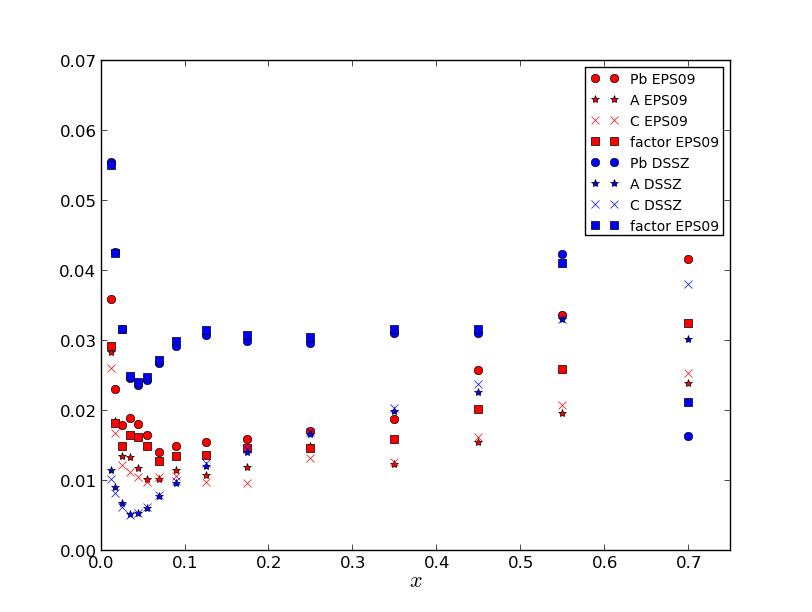 0.07
0.06
0.05
0.04
0.03
0.02
0.01
0.00
0.0 0.1 0.2 0.3 0.4 0.5 0.6 0.7
x
Pb EPS09
A EPS09
C EPS09
factor EPS09
Pb DSSZ
A DSSZ
C DSSZ
factor EPS09